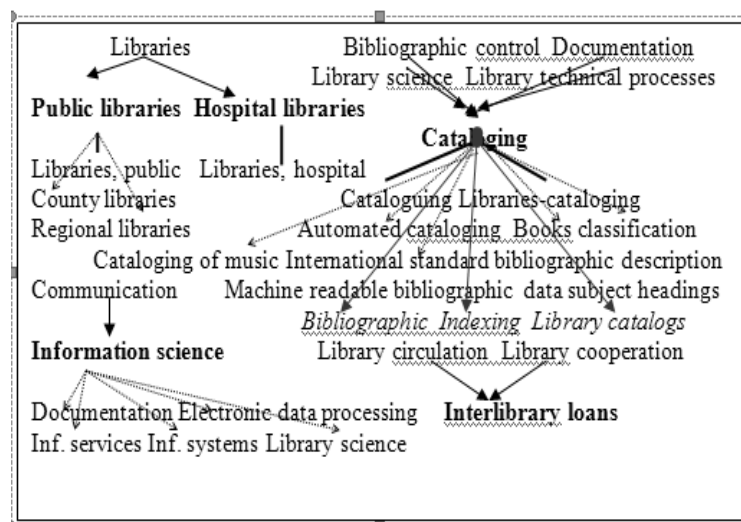 Libraries Bibliographic control Documentation
Library science Library technical processes
Public libraries Hospital libraries
Cataloging
Libraries, public Libraries, hospital
County libraries Cataloguing Libraries-cataloging
Regional libraries Automated cataloging Books classification
Cataloging of music International standard bibliographic description
Communication Machine readable bibliographic data subject headings
Bibliographic Indexing Library catalogs
Information science Library circulation Library cooperation
Documentation Electronic data processing Interlibrary loans
Inf. services Inf. systems Library science